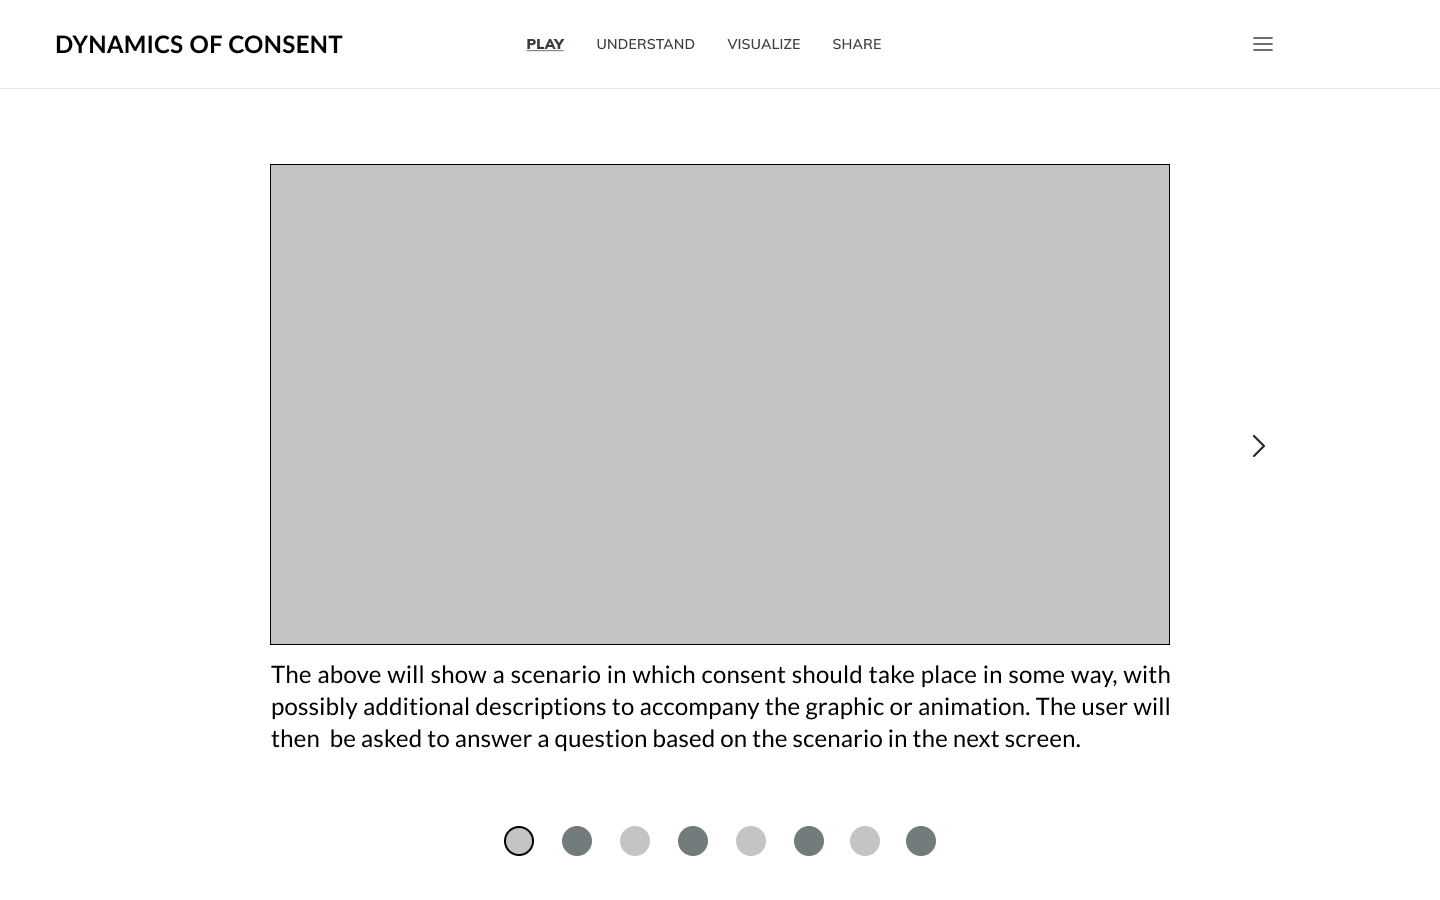 DYNAMICS OF CONSENT
PLAY UNDERSTAND VISUALIZE SHARE
The above will show a scenario in which consent should take place in some way, with
possibly additional descriptions to accompany the graphic or animation. The user will
then  be asked to answer a question based on the scenario in the next screen.